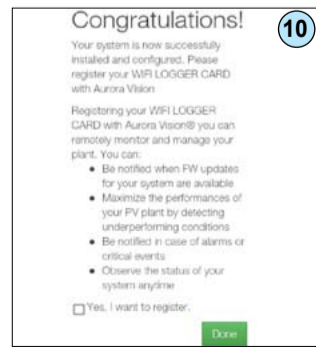 Congratulations!
10
Your system is now successfully
installed and configured. Please
register your WIFI LOGGER CARD
with Aurora Vision
Registering your WIFI LOGGER
CARD with Aurora Vision® you can
remotely monitor and manage your
plant. You can:
• Be notified when FW updates
for your system are available
• Maximize the performances of
your PV plant by detecting
underperforming conditions
• Be notified in case of alarms or
critical events
• Observe the status of your
system anytime
Yes, I want to register.
Done